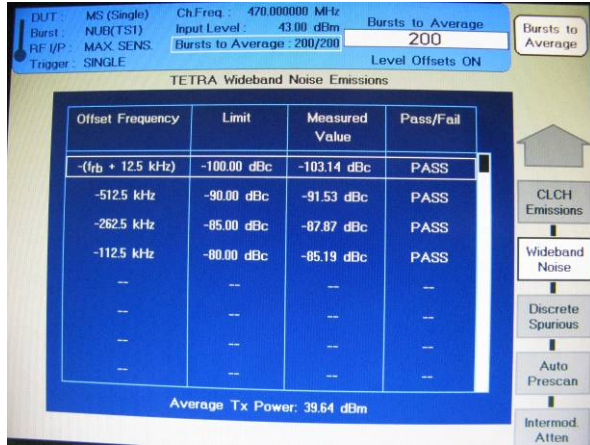 DUT : MS (Single) Ch.Freq. : 470.000000 MHz
Burst : NUB(TS1) Input Level : 43.00 dBm
RF I/P : MAX. SENS. Bursts to Average : 200/200
Trigger : SINGLE
Bursts to Average
200
Level Offsets ON
Bursts to
Average
TETRA Wideband Noise Emissions
Offset Frequency Limit Measured Value Pass/Fail
-(frb + 12.5 kHz) -100.00 dBc -103.14 dBc PASS
-512.5 kHz -90.00 dBc -91.53 dBc PASS
-262.5 kHz -85.00 dBc -87.87 dBc PASS
-112.5 kHz -80.00 dBc -85.19 dBc PASS
-- -- -- --
-- -- -- --
-- -- -- --
-- -- -- --
Average Tx Power: 39.64 dBm
CLCH
Emissions
Wideband
Noise
Discrete
Spurious
Auto
Prescan
Intermod.
Atten